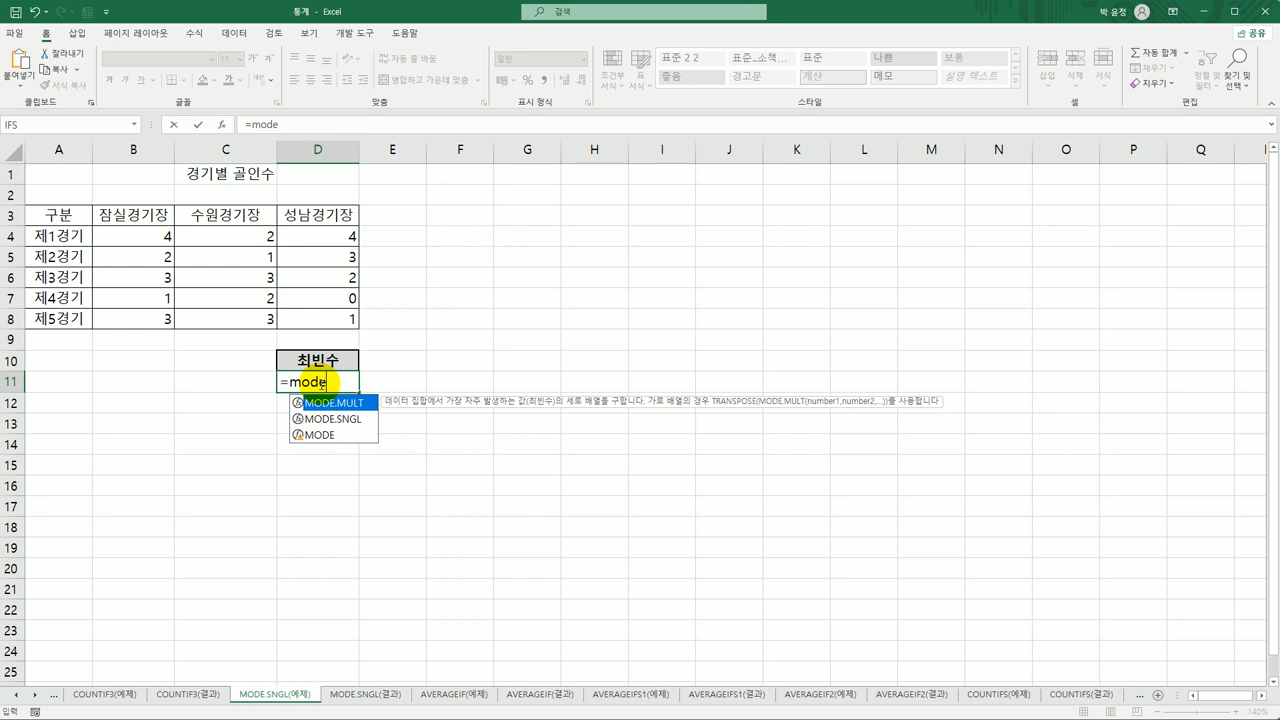 통계 - Excel
검색
박 윤정
파일 홈 삽입 페이지 레이아웃 수식 데이터 검토 보기 개발 도구 도움말
공유
붙여넣기
잘라내기
복사
서식 복사
클립보드
11
가 가 가
글꼴
자동 줄 바꿈
병합하고 가운데 맞춤
맞춤
일반
표시 형식
조건부 서식
표 서식
표준 2 2 표준_소책... 표준 나쁨 보통
좋음 경고문 계산 메모 설명 텍스트
스타일
삽입 삭제 서식
셀
자동 합계
채우기
지우기
정렬 및 필터
찾기 및 선택
편집
IFS
=mode
A B C D E F G H I J K L M N O P Q
1 경기별 골인수
2
3 구분 잠실경기장 수원경기장 성남경기장
4 제1경기 4 2 4
5 제2경기 2 1 3
6 제3경기 3 3 2
7 제4경기 1 2 0
8 제5경기 3 3 1
9
10 최빈수
11 =mode
12 MODE.MULT 데이터 집합에서 가장 자주 발생하는 값(최빈수)의 세로 배열을 구합니다. 가로 배열의 경우 TRANSPOSE(MODE.MULT(number1,number2,...))를 사용합니다
13 MODE.SNGL
MODE
14
15
16
17
18
19
20
21
22
23
24
25
... COUNTIF3(예제) COUNTIF3(결과) MODE.SNGL(예제) MODE.SNGL(결과) AVERAGEIF(예제) AVERAGEIF(결과) AVERAGEIFS1(예제) AVERAGEIFS1(결과) AVERAGEIF2(예제) AVERAGEIF2(결과) COUNTIFS(예제) COUNTIFS(결과) ...
입력
140%